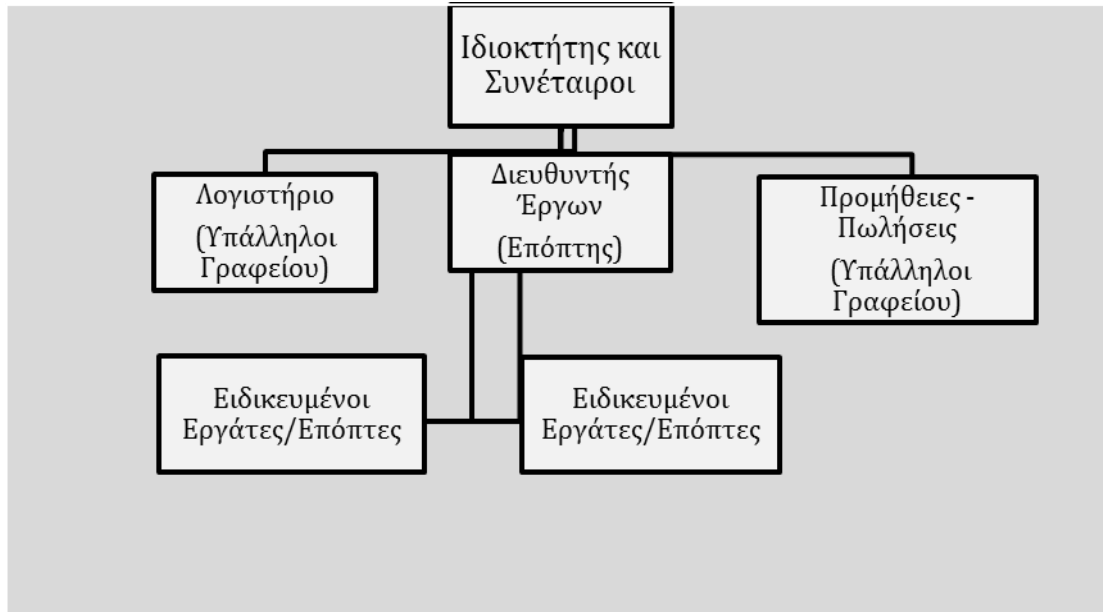 Ιδιοκτήτης και
Συνέταιροι
Λογιστήριο
(Υπάλληλοι
Γραφείου)
Διευθυντής
Έργων
(Επόπτης)
Προμήθειες -
Πωλήσεις
(Υπάλληλοι
Γραφείου)
Ειδικευμένοι
Εργάτες/Επόπτες
Ειδικευμένοι
Εργάτες/Επόπτες